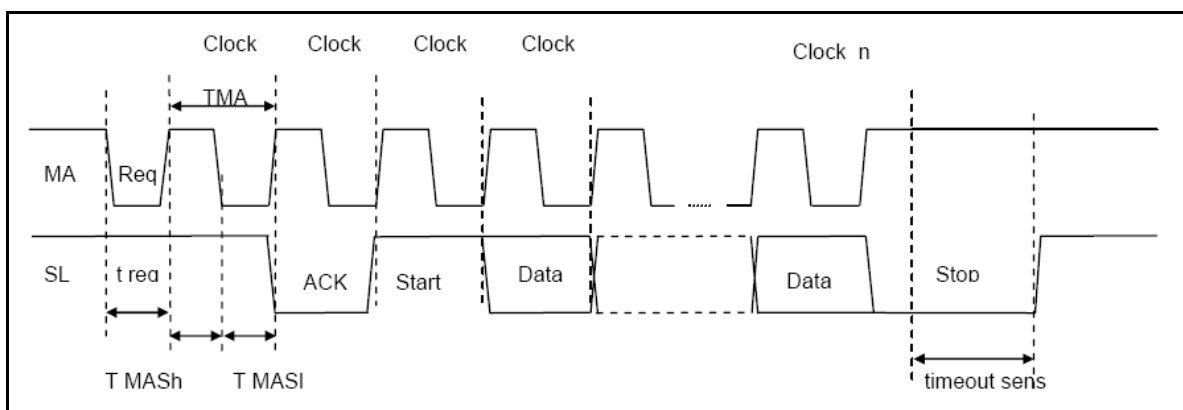 Clock Clock Clock Clock Clock n
TMA
MA Req
SL t req ACK Start Data Data Stop
T MASh T MASl timeout sens